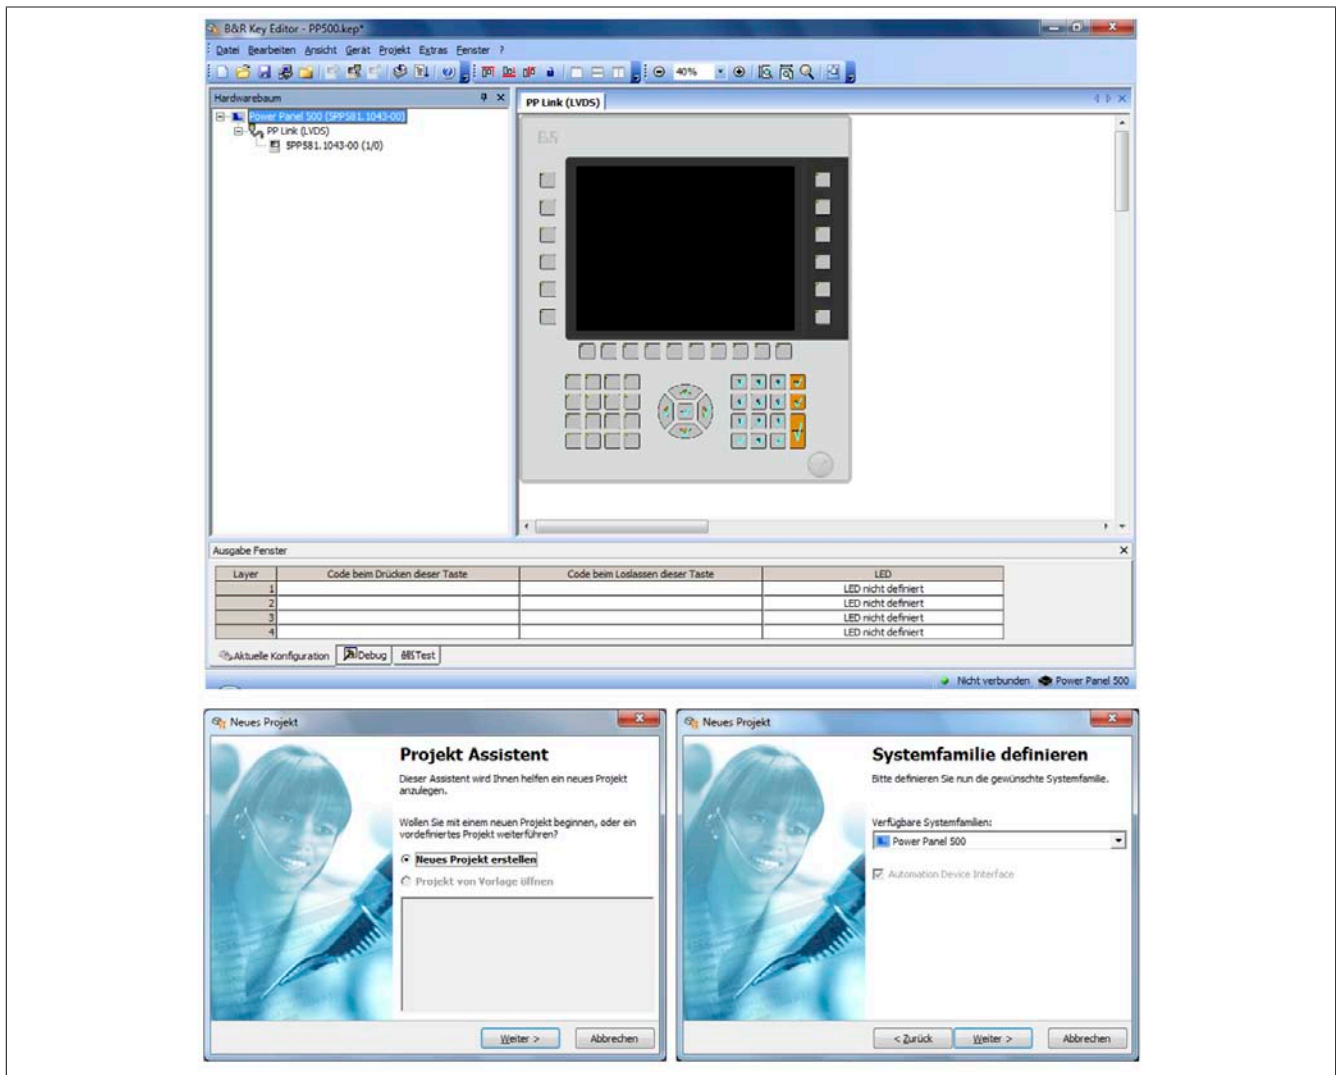 B&R Key Editor - PP500.kep*
Datei Bearbeiten Ansicht Gerät Projekt Extras Fenster ?
40%
Hardwarebaum
Power Panel 500 (5PP581.1043-00)
PP Link (LVDS)
5PP581.1043-00 (1/0)
PP Link (LVDS)
Ausgabe Fenster
Layer Code beim Drücken dieser Taste Code beim Loslassen dieser Taste LED
1 LED nicht definiert
2 LED nicht definiert
3 LED nicht definiert
4 LED nicht definiert
Aktuelle Konfiguration Debug Test
Nicht verbunden Power Panel 500
Neues Projekt
Projekt Assistent
Dieser Assistent wird Ihnen helfen ein neues Projekt
anzulegen.
Wollen Sie mit einem neuen Projekt beginnen, oder ein
vordefiniertes Projekt weiterführen?
Neues Projekt erstellen
Projekt von Vorlage öffnen
Weiter > Abbrechen
Neues Projekt
Systemfamilie definieren
Bitte definieren Sie nun die gewünschte Systemfamilie.
Verfügbare Systemfamilien:
Power Panel 500
Automation Device Interface
< Zurück Weiter > Abbrechen